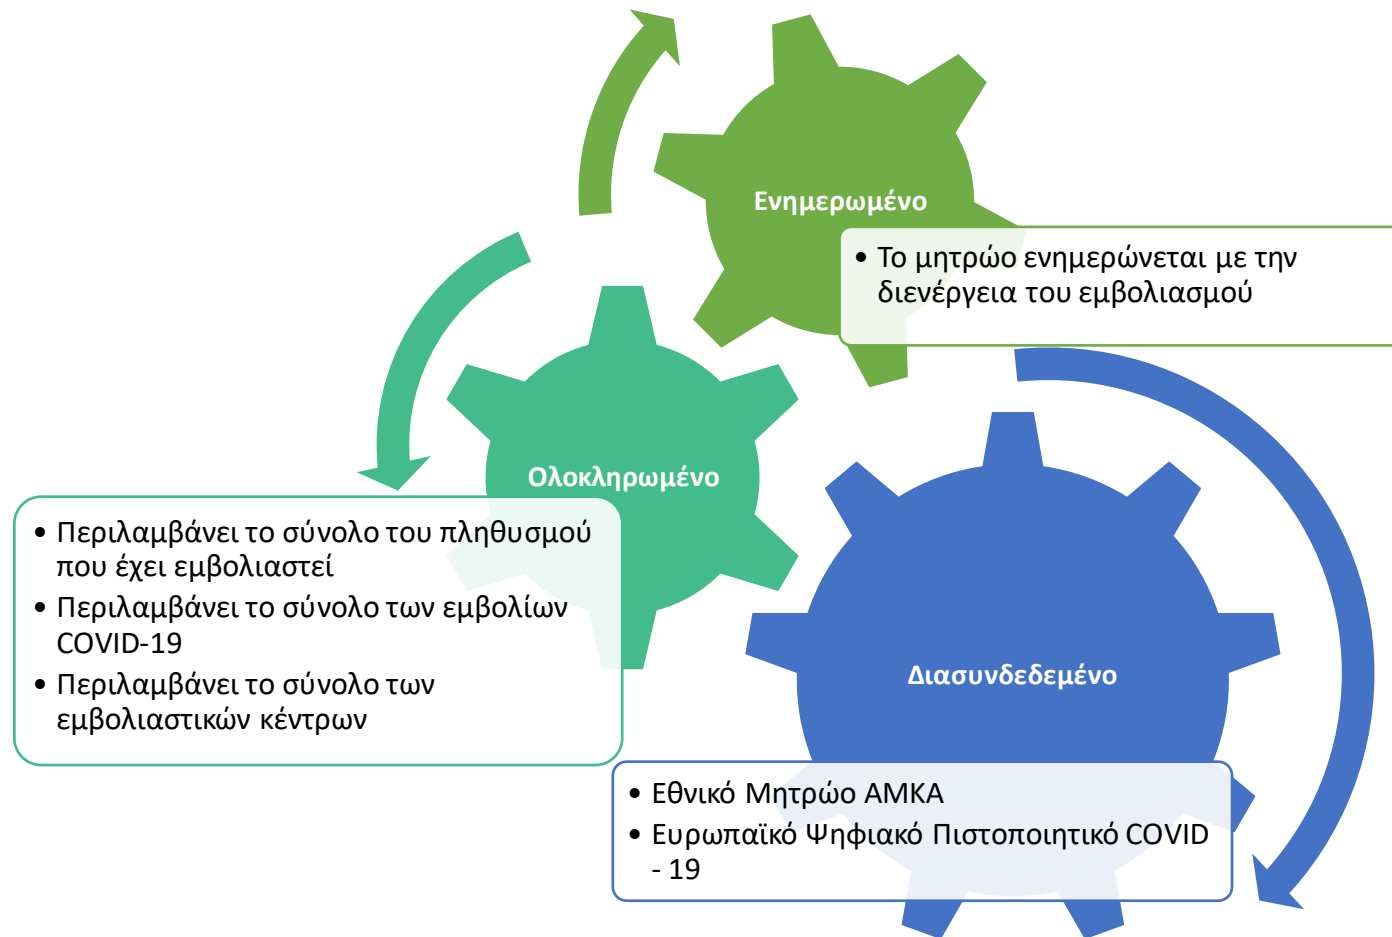 Ενημερωμένο
• Το μητρώο ενημερώνεται με την
διενέργεια του εμβολιασμού
Ολοκληρωμένο
• Περιλαμβάνει το σύνολο του πληθυσμού
που έχει εμβολιαστεί
• Περιλαμβάνει το σύνολο των εμβολίων
COVID-19
• Περιλαμβάνει το σύνολο των
εμβολιαστικών κέντρων
Διασυνδεδεμένο
• Εθνικό Μητρώο ΑΜΚΑ
• Ευρωπαϊκό Ψηφιακό Πιστοποιητικό COVID
- 19